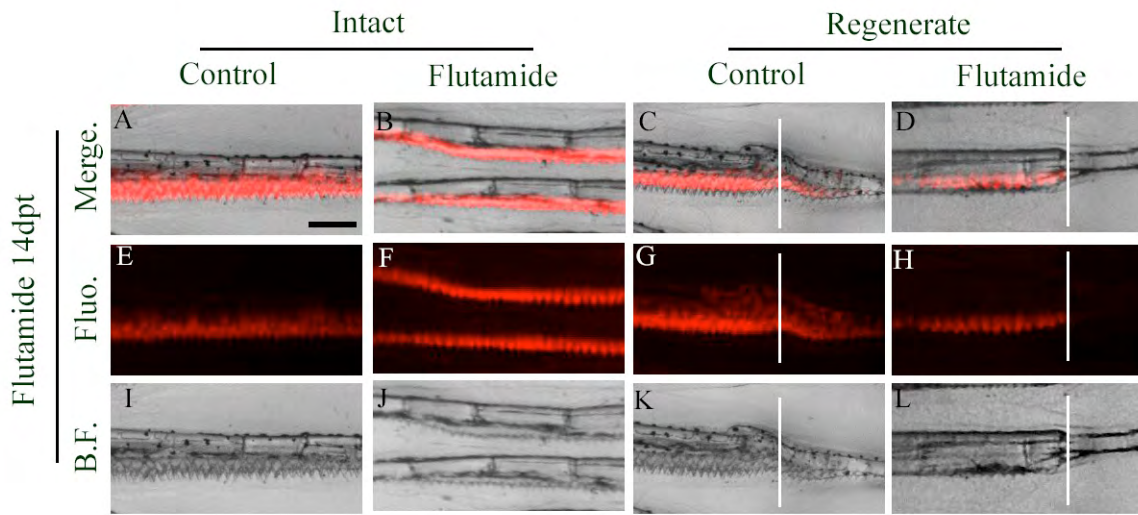 Intact
Regenerate
Control
Flutamide
Control
Flutamide
Flutamide 14dpt
Merge.
A
B
C
D
Fluo.
E
F
G
H
B.F.
I
J
K
L